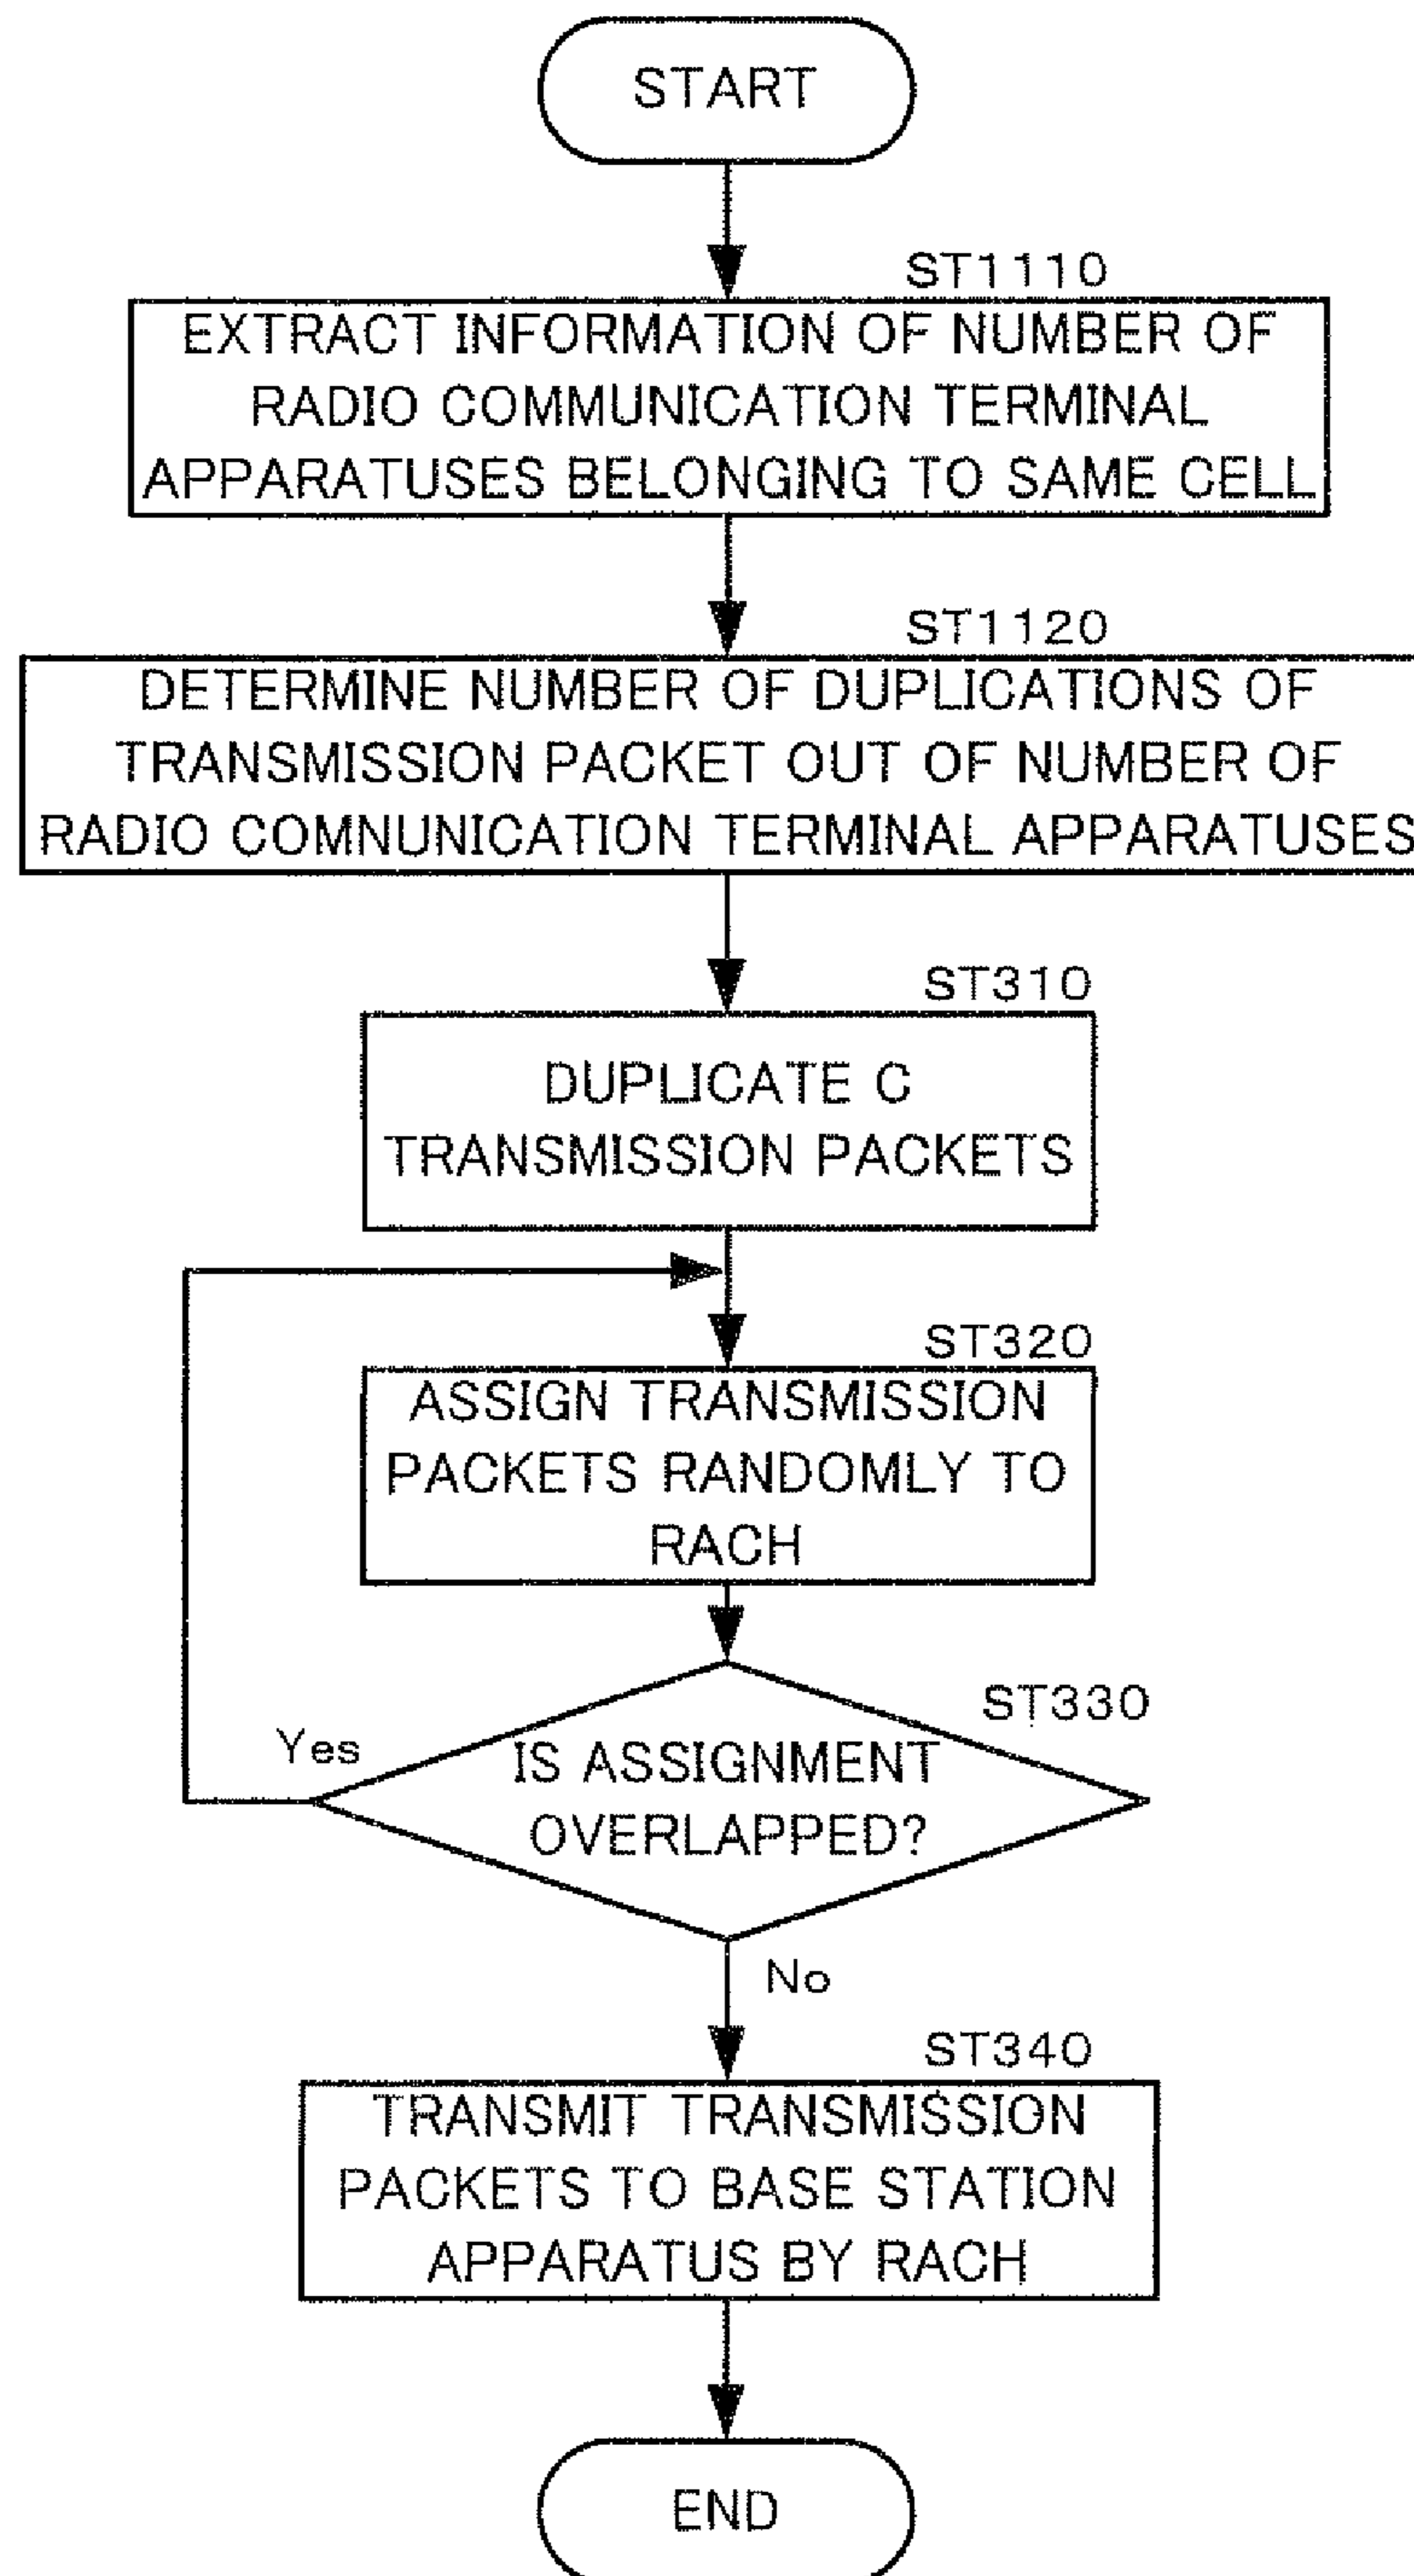 START
ST1110
EXTRACT INFORMATION OF NUMBER OF
RADIO COMMUNICATION TERMINAL
APPARATUSES BELONGING TO SAME CELL
ST1120
DETERMINE NUMBER OF DUPLICATIONS OF
TRANSMISSION PACKET OUT OF NUMBER OF
RADIO COMNUNICATION TERMINAL APPARATUSES
ST310
DUPLICATE C
TRANSMISSION PACKETS
ST320
ASSIGN TRANSMISSION
PACKETS RANDOMLY TO
RACH
ST330
Yes
IS ASSIGNMENT
OVERLAPPED?
No
ST340
TRANSMIT TRANSMISSION
PACKETS TO BASE STATION
APPARATUS BY RACH
END